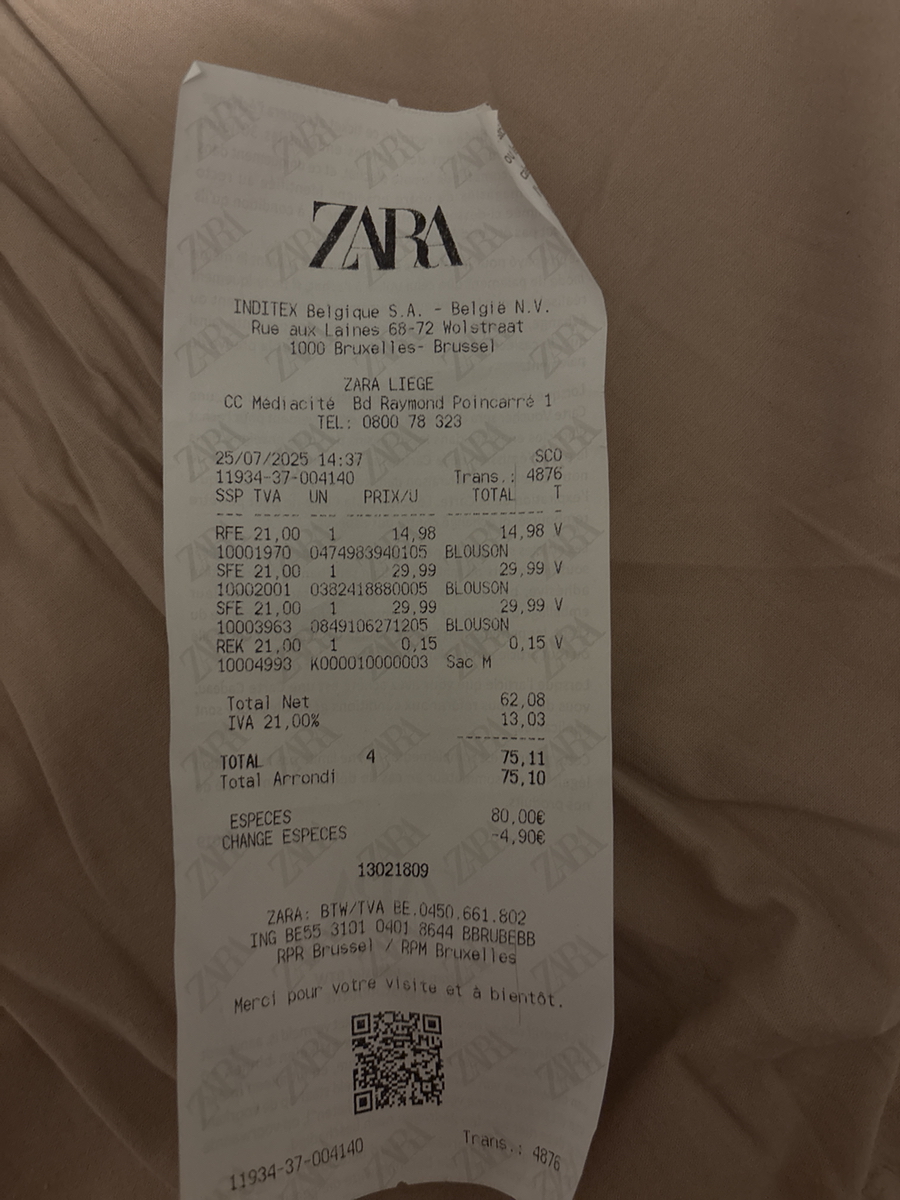 ZARA
INDITEX Belgique S.A. - België N.V.
Rue aux Laines 68-72 Wolstraat
1000 Bruxelles- Brussel
ZARA LIEGE
CC Médiacité Bd Raymond Poincarré 1
TEL.: 0800 78 323
25/07/2025 14:37 SCO
11934-37-004140 Trans.: 4876
SSP TVA UN PRIX/U TOTAL T
RFE 21,00 1 14,98 14,98 V
10001970 0474983940105 BLOUSON
SFE 21,00 1 29,99 29,99 V
10002001 0382418880005 BLOUSON
SFE 21,00 1 29,99 29,99 V
10003963 0849106271205 BLOUSON
REK 21,00 1 0,15 0,15 V
10004993 K000010000003 Sac M
Total Net 62,08
IVA 21,00% 13,03
TOTAL 4 75,11
Total Arrondi 75,10
ESPECES 80,00€
CHANGE ESPECES -4,90€
13021809
ZARA: BTW/TVA BE.0450.661.802
ING BE55 3101 0401 8644 BBRUBEBB
RPR Brussel / RPM Bruxelles
Merci pour votre visite et à bientôt.
11934-37-004140 Trans.: 4876